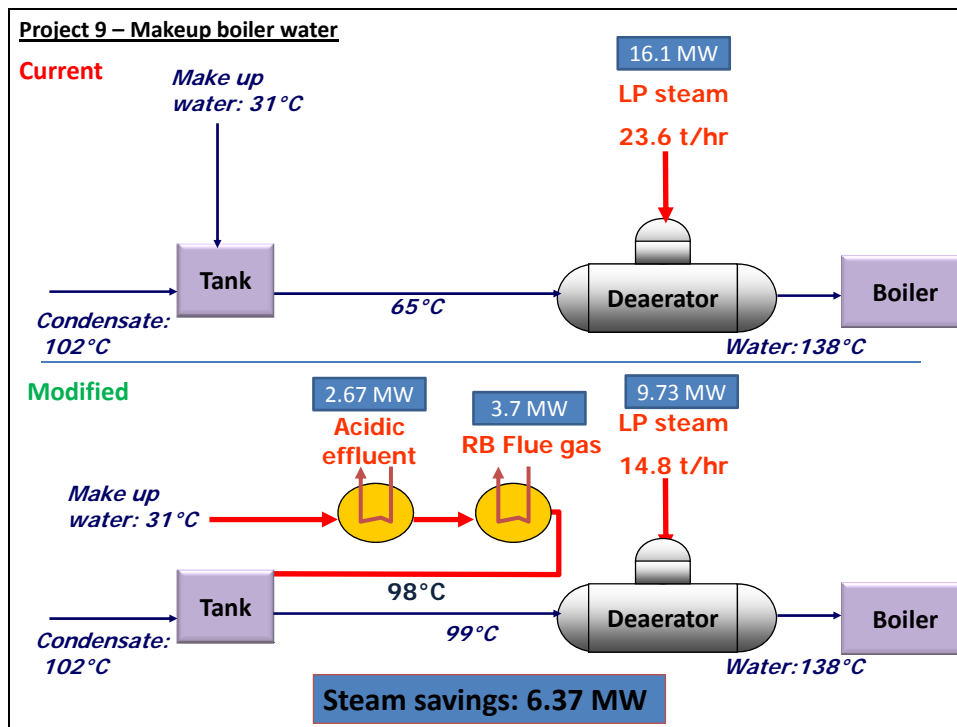 Project 9 – Makeup boiler water
Current
Make up
water: 31°C
16.1 MW
LP steam
23.6 t/hr
Tank
Deaerator
Boiler
65°C
Condensate:
102°C
Water:138°C
Modified
2.67 MW
Acidic
effluent
3.7 MW
RB Flue gas
9.73 MW
LP steam
14.8 t/hr
Make up
water: 31°C
98°C
Tank
Deaerator
Boiler
99°C
Condensate:
102°C
Water:138°C
Steam savings: 6.37 MW